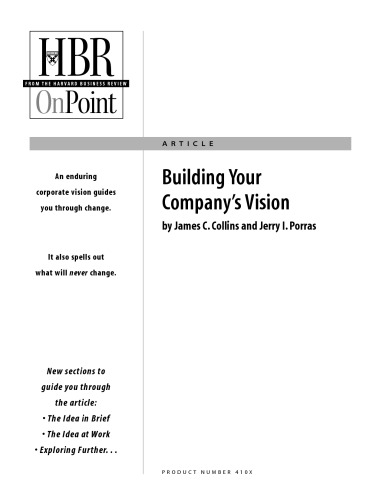 HBR
FROM THE HARVARD BUSINESS REVIEW
OnPoint
ARTICLE
An enduring
corporate vision guides
you through change.
It also spells out
what will never change.
New sections to
guide you through
the article:
• The Idea in Brief
• The Idea at Work
• Exploring Further. . .
Building Your
Company's Vision
by James C. Collins and Jerry I. Porras
PRODUCT NUMBER 410X